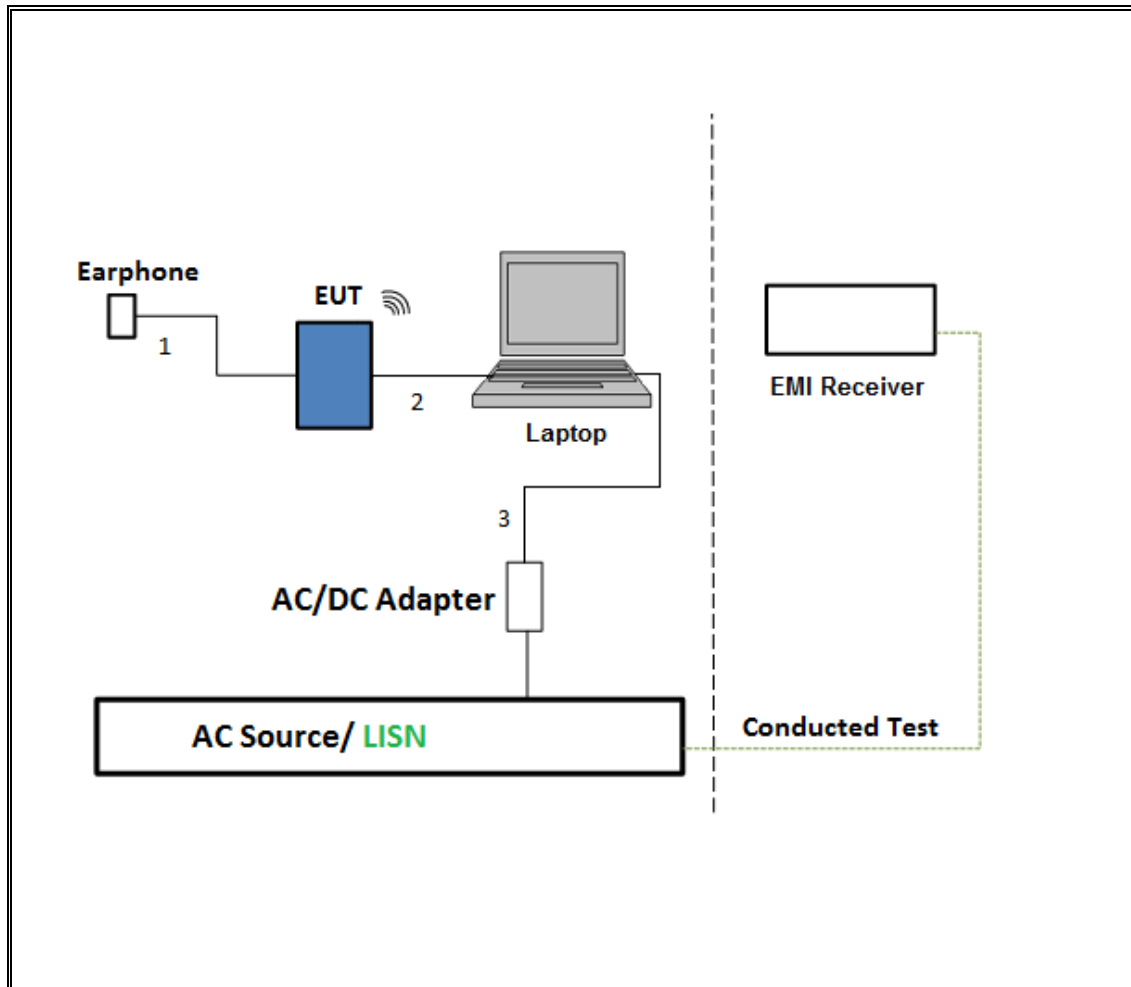 Earphone
EUT
1
2
Laptop
EMI Receiver
3
AC/DC Adapter
AC Source/ LISN
Conducted Test